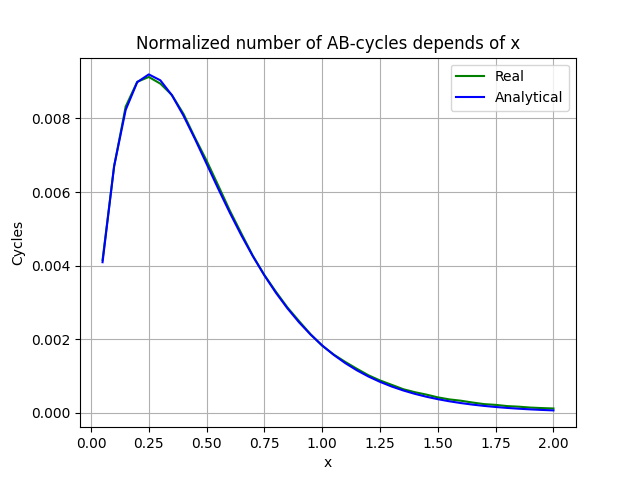 Normalized number of AB-cycles depends of x
Real
Analytical
Cycles
0.008
0.006
0.004
0.002
0.000
0.00 0.25 0.50 0.75 1.00 1.25 1.50 1.75 2.00
x